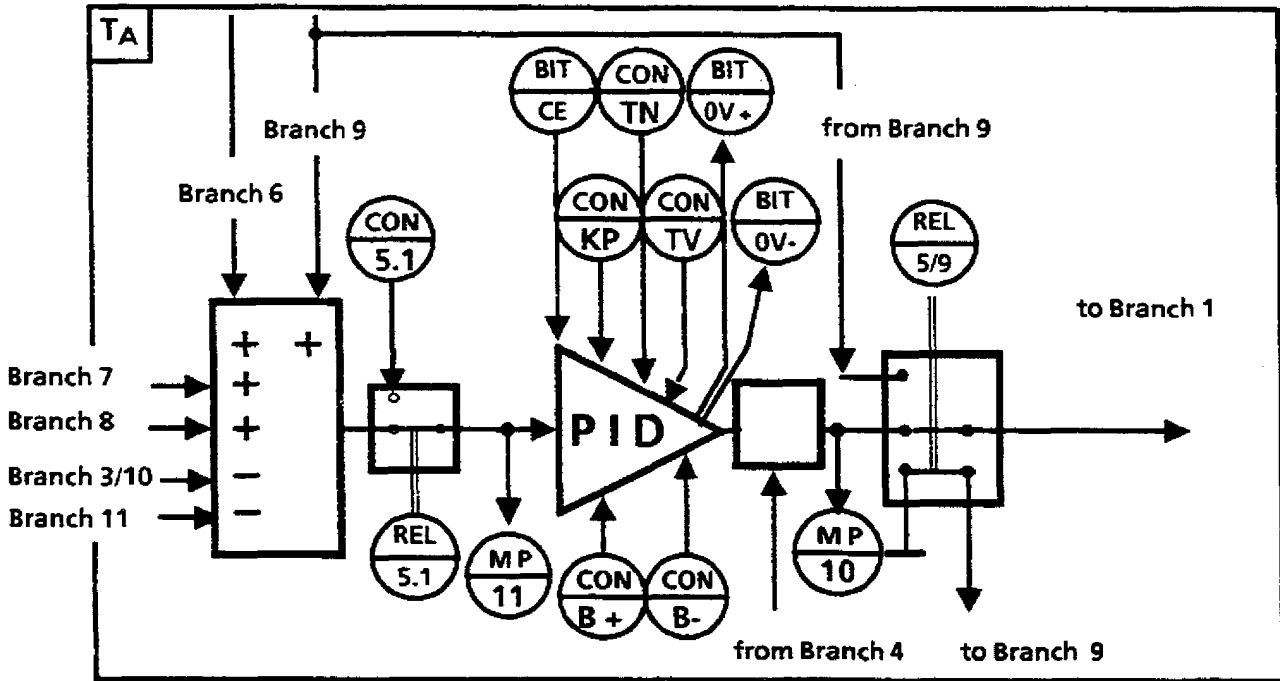 TA
BIT
CE
CON
TN
BIT
0V +
Branch 9
from Branch 9
Branch 6
CON
5.1
CON
KP
CON
TV
BIT
0V-
REL
5/9
to Branch 1
+ +
Branch 7
+
Branch 8
+
Branch 3/10
-
Branch 11
-
PID
REL
5.1
MP
11
CON
B +
CON
B-
MP
10
from Branch 4
to Branch 9